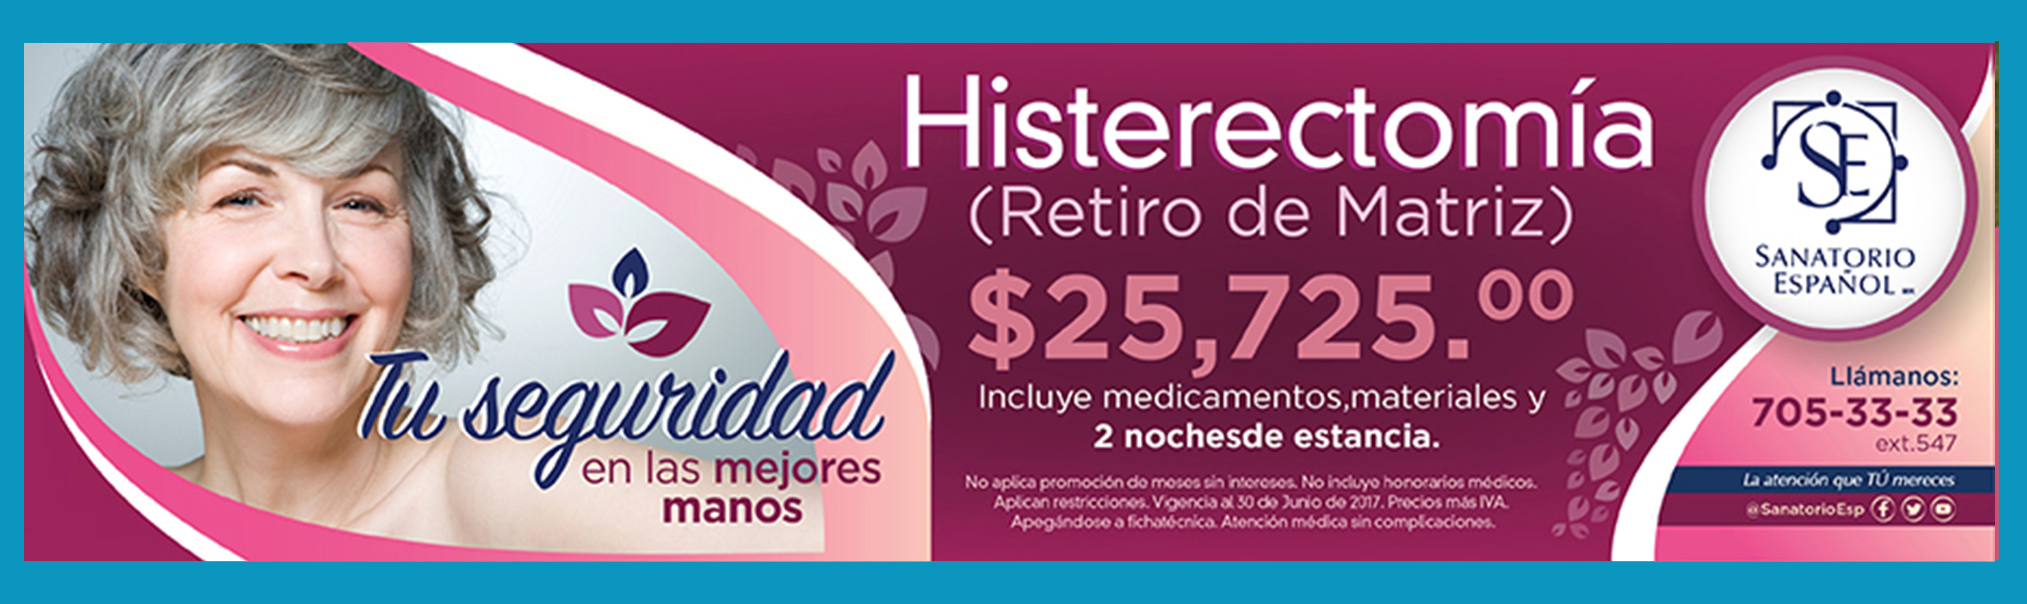 Tu seguridad
en las mejores
manos
Histerectomía
(Retiro de Matriz)
$25,725.00
Incluye medicamentos,materiales y
2 nochesde estancia.
No aplica promoción de meses sin intereses. No incluye honorarios médicos.
Aplican restricciones. Vigencia al 30 de Junio de 2017. Precios más IVA.
Apegándose a fichatécnica. Atención médica sin complicaciones.
SE
SANATORIO
ESPAÑOL
Llámanos:
705-33-33
ext.547
La atención que TÚ mereces
@SanatorioEsp